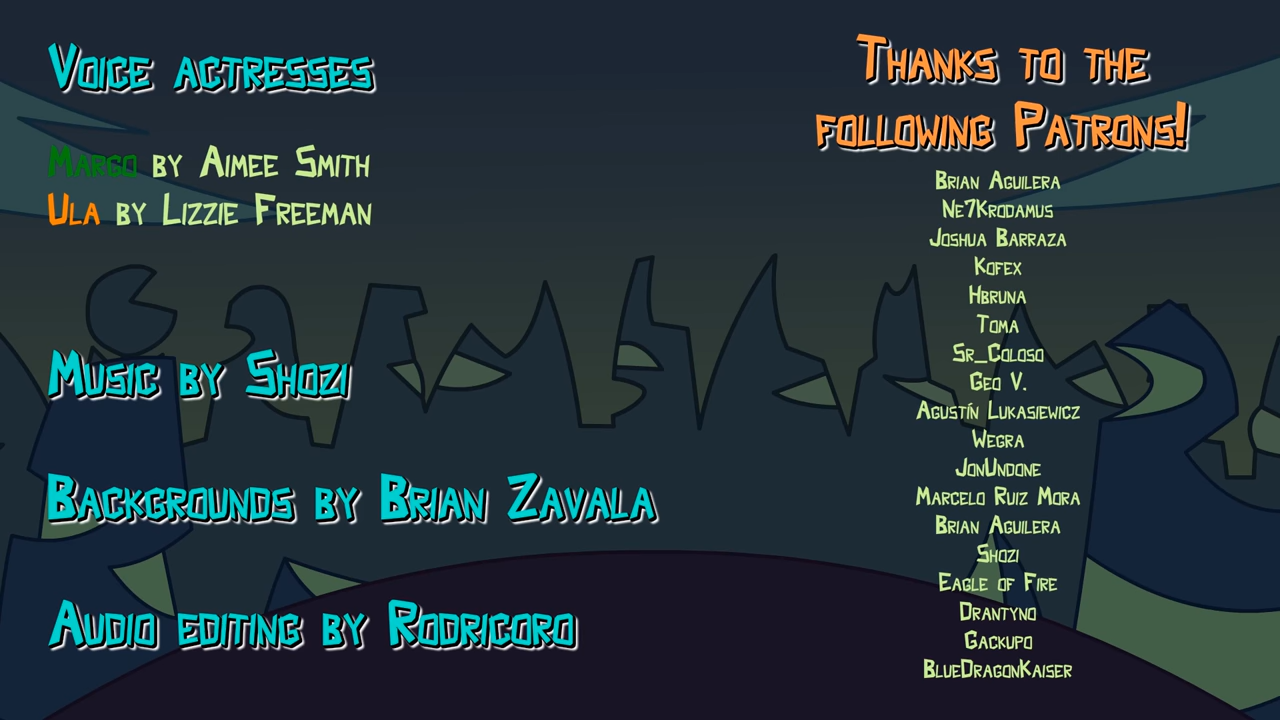 Voice actresses
Margo by Aimee Smith
Ula by Lizzie Freeman
Music by Shozi
Backgrounds by Brian Zavala
Audio editing by Rodricoro
Thanks to the
following Patrons!
Brian Aguilera
Ne7Krodamus
Joshua Barraza
Kofex
Hbruna
Toma
Sr_Coloso
Geo V.
Agustín Lukasiewicz
Wegra
JonUndone
Marcelo Ruiz Mora
Brian Aguilera
Shozi
Eagle of Fire
Drantyno
Gackupo
BlueDragonKaiser